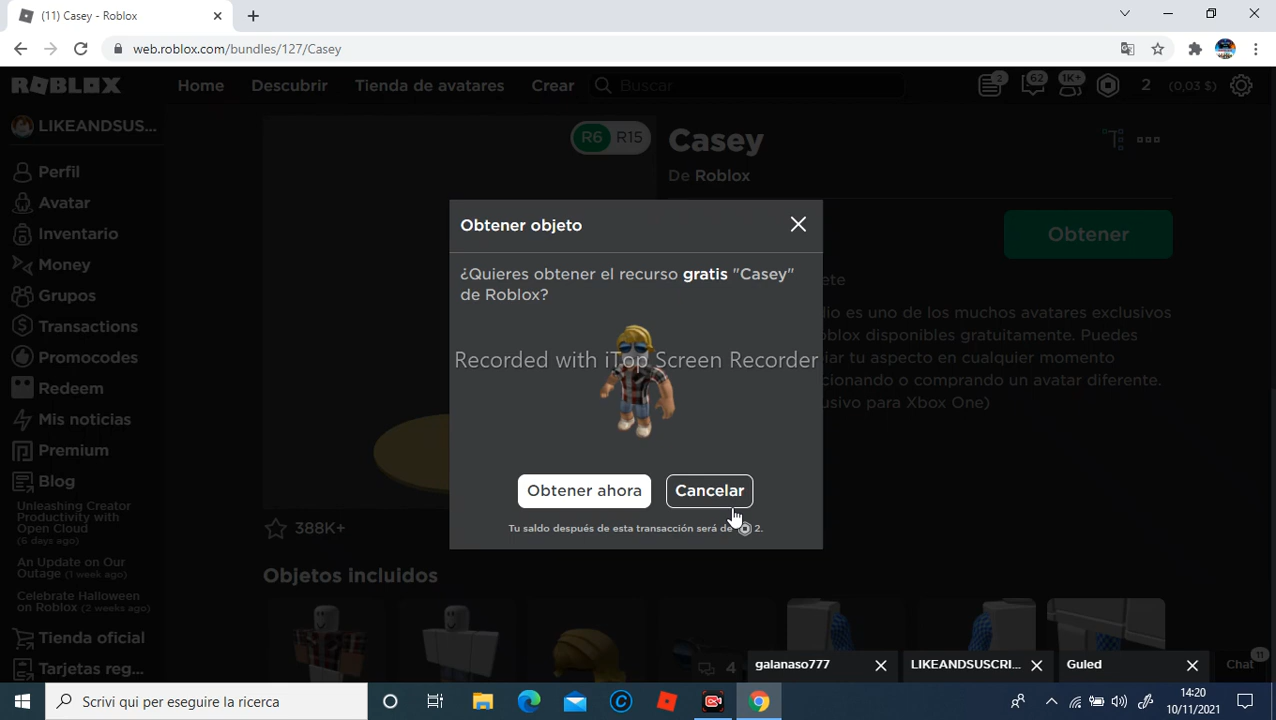 (11) Casey - Roblox
web.roblox.com/bundles/127/Casey
ROBLOX
Home
Descubrir
Tienda de avatares
Crear
Buscar
2
62
1K+
2
(0,03 $)
LIKEANDSUS...
Perfil
Avatar
Inventario
Money
Grupos
Transactions
Promocodes
Redeem
Mis noticias
Premium
Blog
Unleashing Creator
Productivity with
Open Cloud
(6 days ago)
An Update on Our
Outage (1 week ago)
Celebrate Halloween
on Roblox (2 weeks ago)
Tienda oficial
Tarjetas reg...
R6 R15
Casey
De Roblox
Obtener
ete
lio es uno de los muchos avatares exclusivos
oblox disponibles gratuitamente. Puedes
iar tu aspecto en cualquier momento
cionando o comprando un avatar diferente.
usivo para Xbox One)
Obtener objeto
¿Quieres obtener el recurso gratis "Casey"
de Roblox?
Recorded with iTop Screen Recorder
Obtener ahora
Cancelar
Tu saldo después de esta transacción será de 2.
388K+
Objetos incluidos
4
galanaso777
LIKEANDSUSCRI...
Guled
Chat
11
Scrivi qui per eseguire la ricerca
14:20
10/11/2021